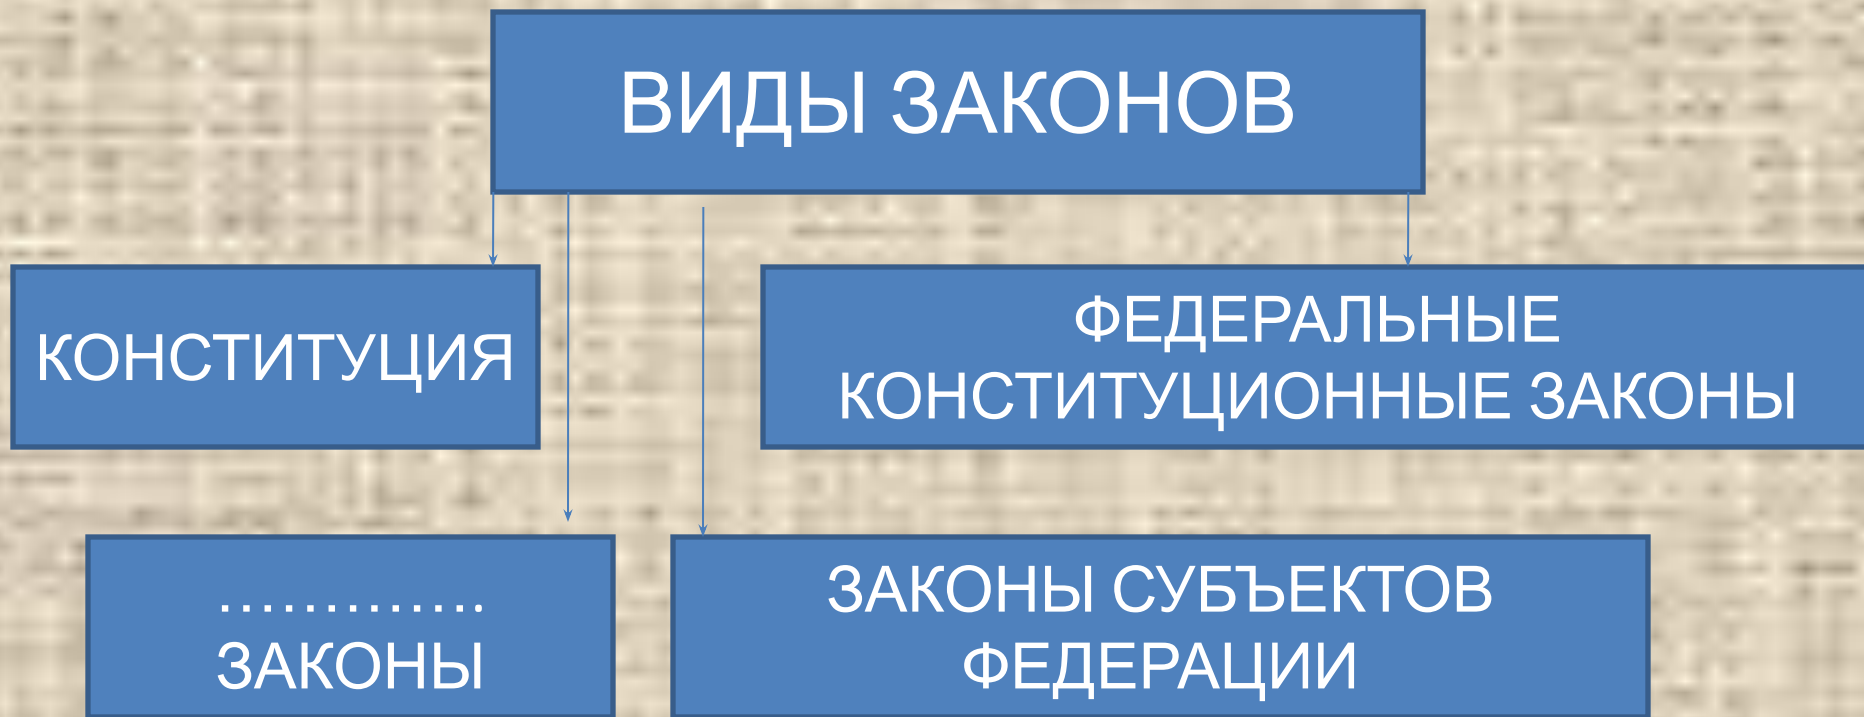 ВИДЫ ЗАКОНОВ
КОНСТИТУЦИЯ
ФЕДЕРАЛЬНЫЕ
КОНСТИТУЦИОННЫЕ ЗАКОНЫ
.............
ЗАКОНЫ
ЗАКОНЫ СУБЪЕКТОВ
ФЕДЕРАЦИИ